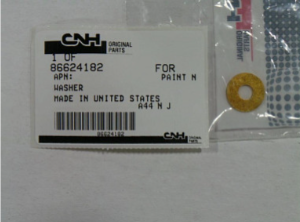 CNH ORIGINAL PARTS
1 OF
86624182 FOR
APN: PAINT N
WASHER
MADE IN UNITED STATES
A44 N J
86624182
CNH